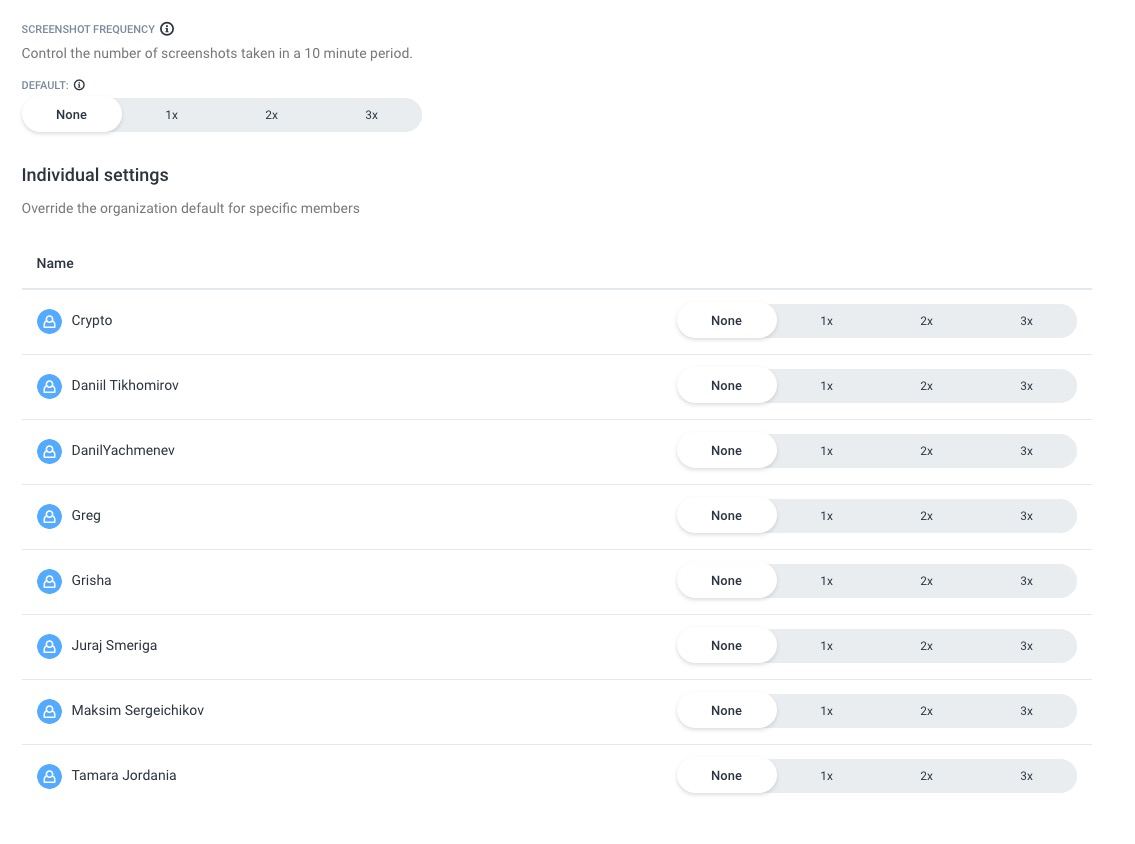 SCREENSHOT FREQUENCY
Control the number of screenshots taken in a 10 minute period.
DEFAULT:
None 1x 2x 3x
Individual settings
Override the organization default for specific members
Name
Crypto None 1x 2x 3x
Daniil Tikhomirov None 1x 2x 3x
DanilYachmenev None 1x 2x 3x
Greg None 1x 2x 3x
Grisha None 1x 2x 3x
Juraj Smeriga None 1x 2x 3x
Maksim Sergeichikov None 1x 2x 3x
Tamara Jordania None 1x 2x 3x